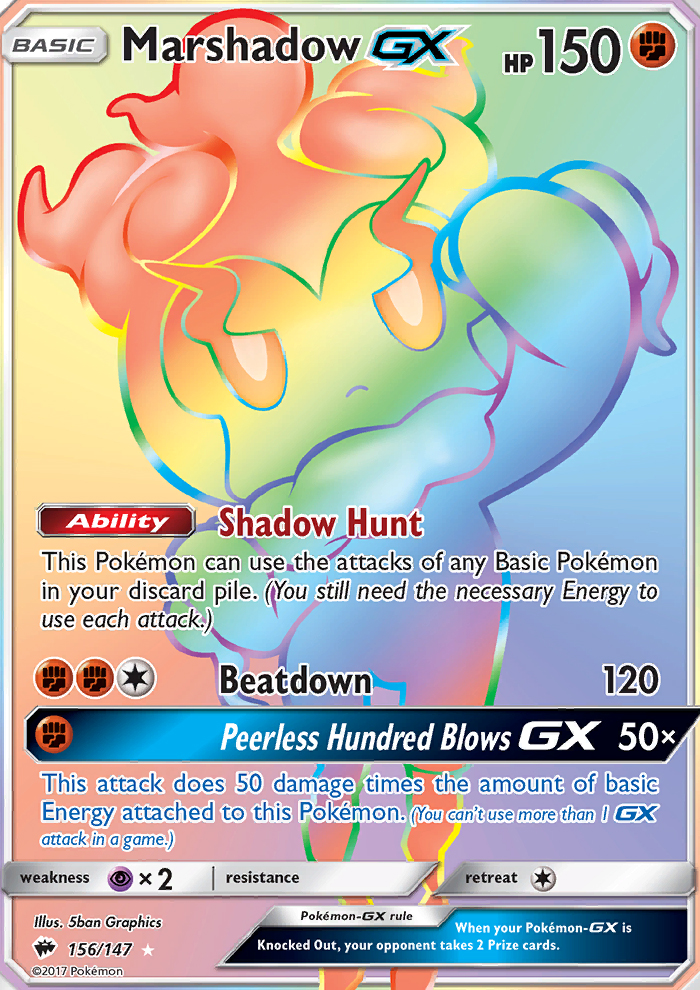 BASIC Marshadow GX HP 150
Ability Shadow Hunt
This Pokémon can use the attacks of any Basic Pokémon
in your discard pile. (You still need the necessary Energy to
use each attack.)
Beatdown 120
Peerless Hundred Blows GX 50×
This attack does 50 damage times the amount of basic
Energy attached to this Pokémon. (You can't use more than 1 GX
attack in a game.)
weakness × 2 resistance retreat
Illus. 5ban Graphics
156/147
©2017 Pokémon
Pokémon-GX rule
When your Pokémon-GX is
Knocked Out, your opponent takes 2 Prize cards.